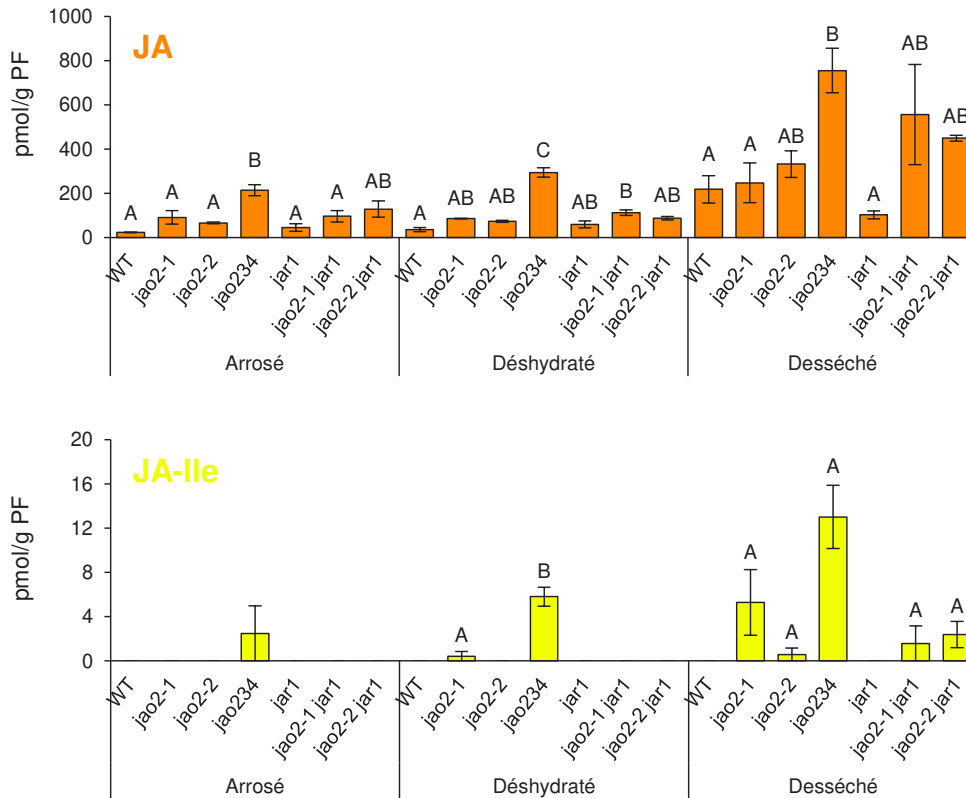 JA
pmol/g PF
1000
800
600
400
200
0
A A A B A A AB
A AB AB C AB B AB
A A AB B A AB AB
WT jao2-1 jao2-2 jao234 jar1 jao2-1 jar1 jao2-2 jar1
WT jao2-1 jao2-2 jao234 jar1 jao2-1 jar1 jao2-2 jar1
WT jao2-1 jao2-2 jao234 jar1 jao2-1 jar1 jao2-2 jar1
Arrosé Déshydraté Desséché
JA-Ile
pmol/g PF
20
16
12
8
4
0
A B
A A A A A
WT jao2-1 jao2-2 jao234 jar1 jao2-1 jar1 jao2-2 jar1
WT jao2-1 jao2-2 jao234 jar1 jao2-1 jar1 jao2-2 jar1
WT jao2-1 jao2-2 jao234 jar1 jao2-1 jar1 jao2-2 jar1
Arrosé Déshydraté Desséché